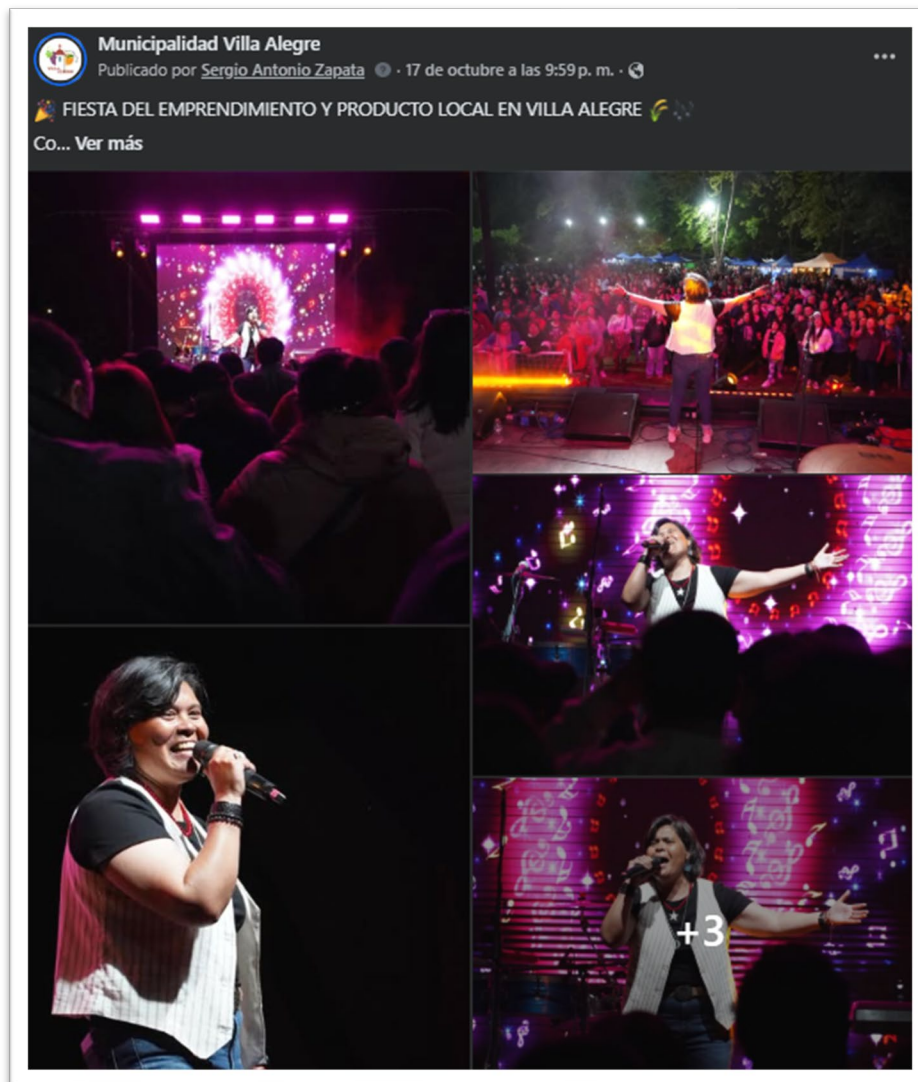 Municipalidad Villa Alegre
Publicado por Sergio Antonio Zapata · 17 de octubre a las 9:59 p. m. ·
FIESTA DEL EMPRENDIMIENTO Y PRODUCTO LOCAL EN VILLA ALEGRE
Co... Ver más
+3